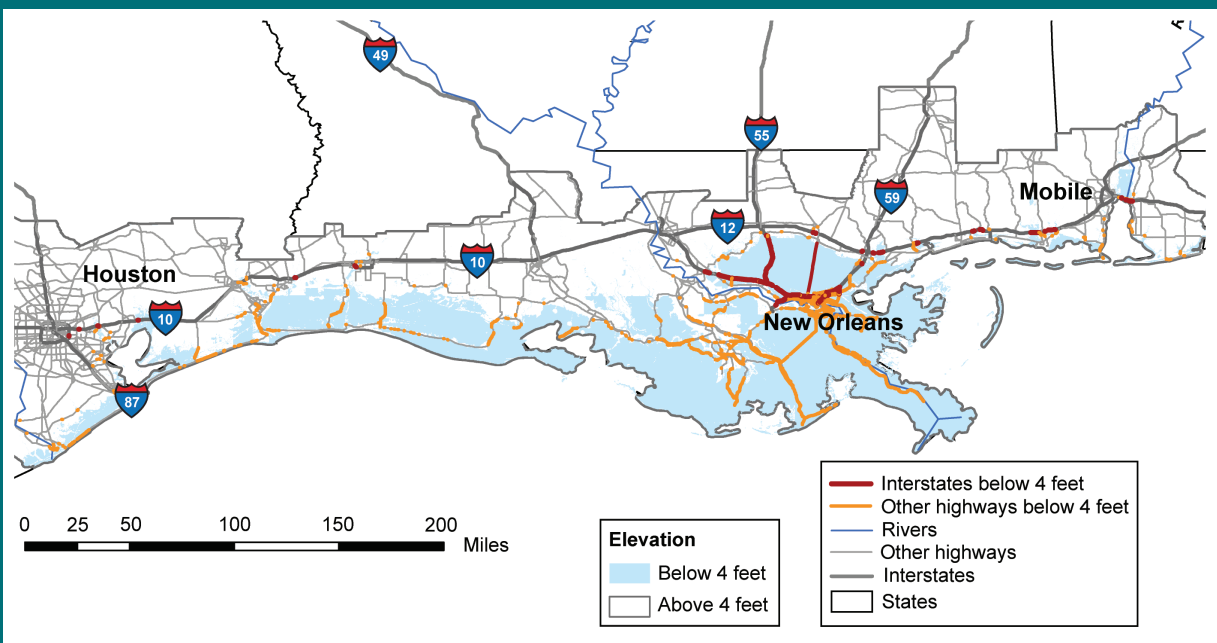 49
55
59
Mobile
12
10
Houston
10
New Orleans
87
Interstates below 4 feet
Other highways below 4 feet
Rivers
Other highways
Interstates
States
0 25 50 100 150 200
Miles
Elevation
Below 4 feet
Above 4 feet